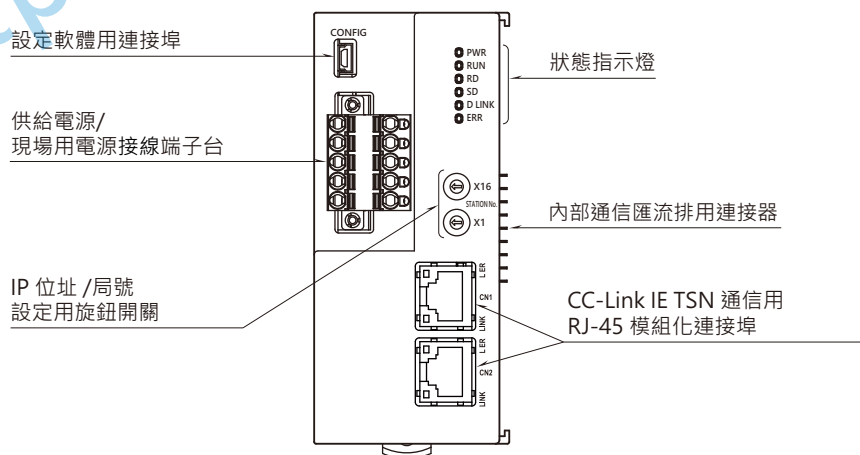 設定軟體用連接埠
供給電源/
現場用電源接線端子台
IP 位址 /局號
設定用旋鈕開關
CONFIG
PWR
RUN
RD
SD
D LINK
ERR
X16
STATION No.
X1
L ER
CN1
LINK
L ER
CN2
LINK
狀態指示燈
內部通信匯流排用連接器
CC-Link IE TSN 通信用
RJ-45 模組化連接埠